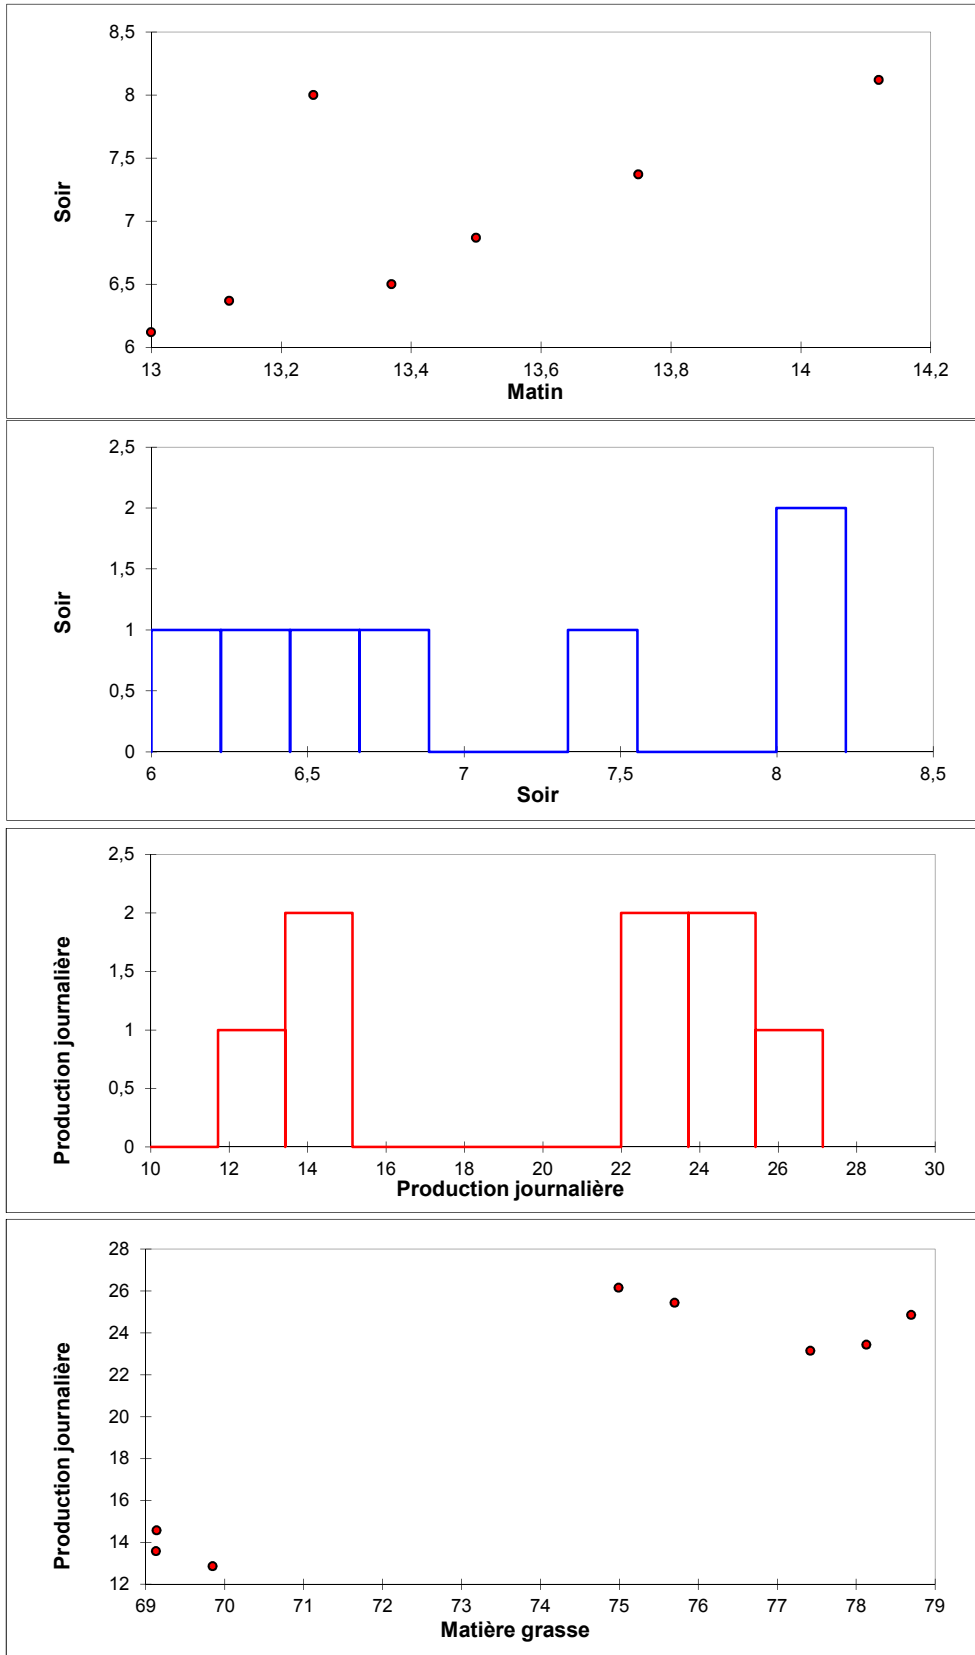 8,5
8
7,5
7
6,5
6
Soir
13 13,2 13,4 13,6 13,8 14 14,2
Matin
2,5
2
1,5
1
0,5
0
Soir
6 6,5 7 7,5 8 8,5
Soir
2,5
2
1,5
1
0,5
0
Production journalière
10 12 14 16 18 20 22 24 26 28 30
Production journalière
28
26
24
22
20
18
16
14
12
Production journalière
69 70 71 72 73 74 75 76 77 78 79
Matière grasse